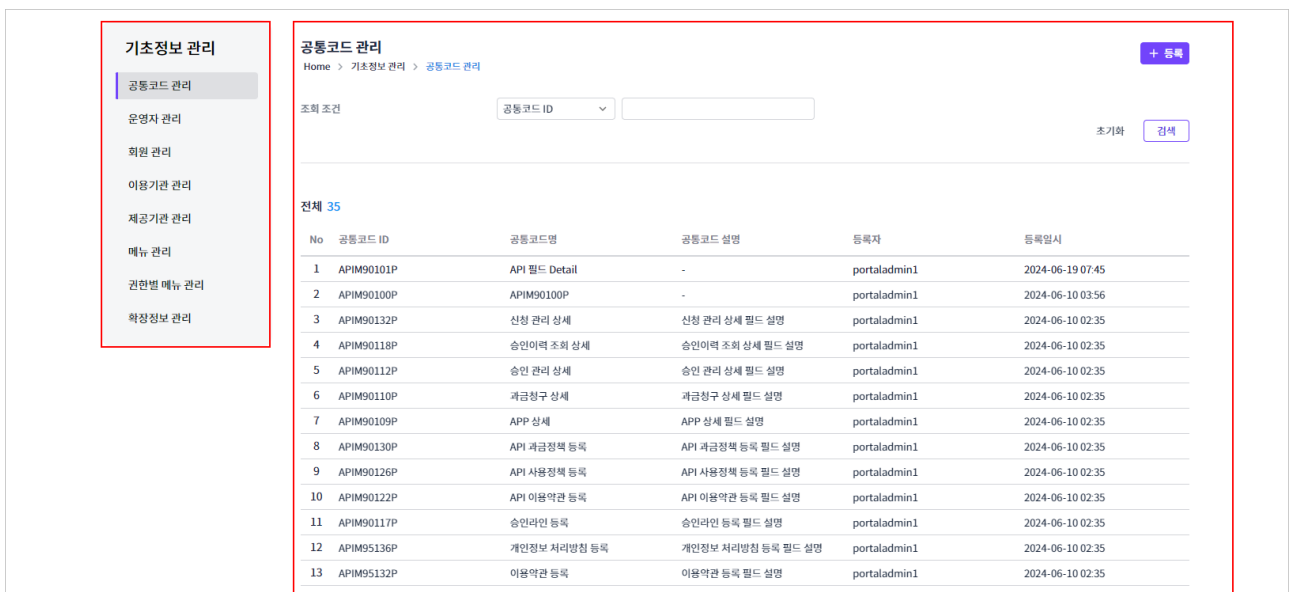 기초정보 관리
공통코드 관리
운영자 관리
회원 관리
이용기관 관리
제공기관 관리
메뉴 관리
권한별 메뉴 관리
확장정보 관리
공통코드 관리
+ 등록
Home > 기초정보 관리 > 공통코드 관리
조회 조건 공통코드 ID
초기화 검색
전체 35
No 공통코드 ID 공통코드명 공통코드 설명 등록자 등록일시
1 APIM90101P API 필드 Detail - portaladmin1 2024-06-19 07:45
2 APIM90100P APIM90100P - portaladmin1 2024-06-10 03:56
3 APIM90132P 신청 관리 상세 신청 관리 상세 필드 설명 portaladmin1 2024-06-10 02:35
4 APIM90118P 승인이력 조회 상세 승인이력 조회 상세 필드 설명 portaladmin1 2024-06-10 02:35
5 APIM90112P 승인 관리 상세 승인 관리 상세 필드 설명 portaladmin1 2024-06-10 02:35
6 APIM90110P 과금청구 상세 과금청구 상세 필드 설명 portaladmin1 2024-06-10 02:35
7 APIM90109P APP 상세 APP 상세 필드 설명 portaladmin1 2024-06-10 02:35
8 APIM90130P API 과금정책 등록 API 과금정책 등록 필드 설명 portaladmin1 2024-06-10 02:35
9 APIM90126P API 사용정책 등록 API 사용정책 등록 필드 설명 portaladmin1 2024-06-10 02:35
10 APIM90122P API 이용약관 등록 API 이용약관 등록 필드 설명 portaladmin1 2024-06-10 02:35
11 APIM90117P 승인라인 등록 승인라인 등록 필드 설명 portaladmin1 2024-06-10 02:35
12 APIM95136P 개인정보 처리방침 등록 개인정보 처리방침 등록 필드 설명 portaladmin1 2024-06-10 02:35
13 APIM95132P 이용약관 등록 이용약관 등록 필드 설명 portaladmin1 2024-06-10 02:35